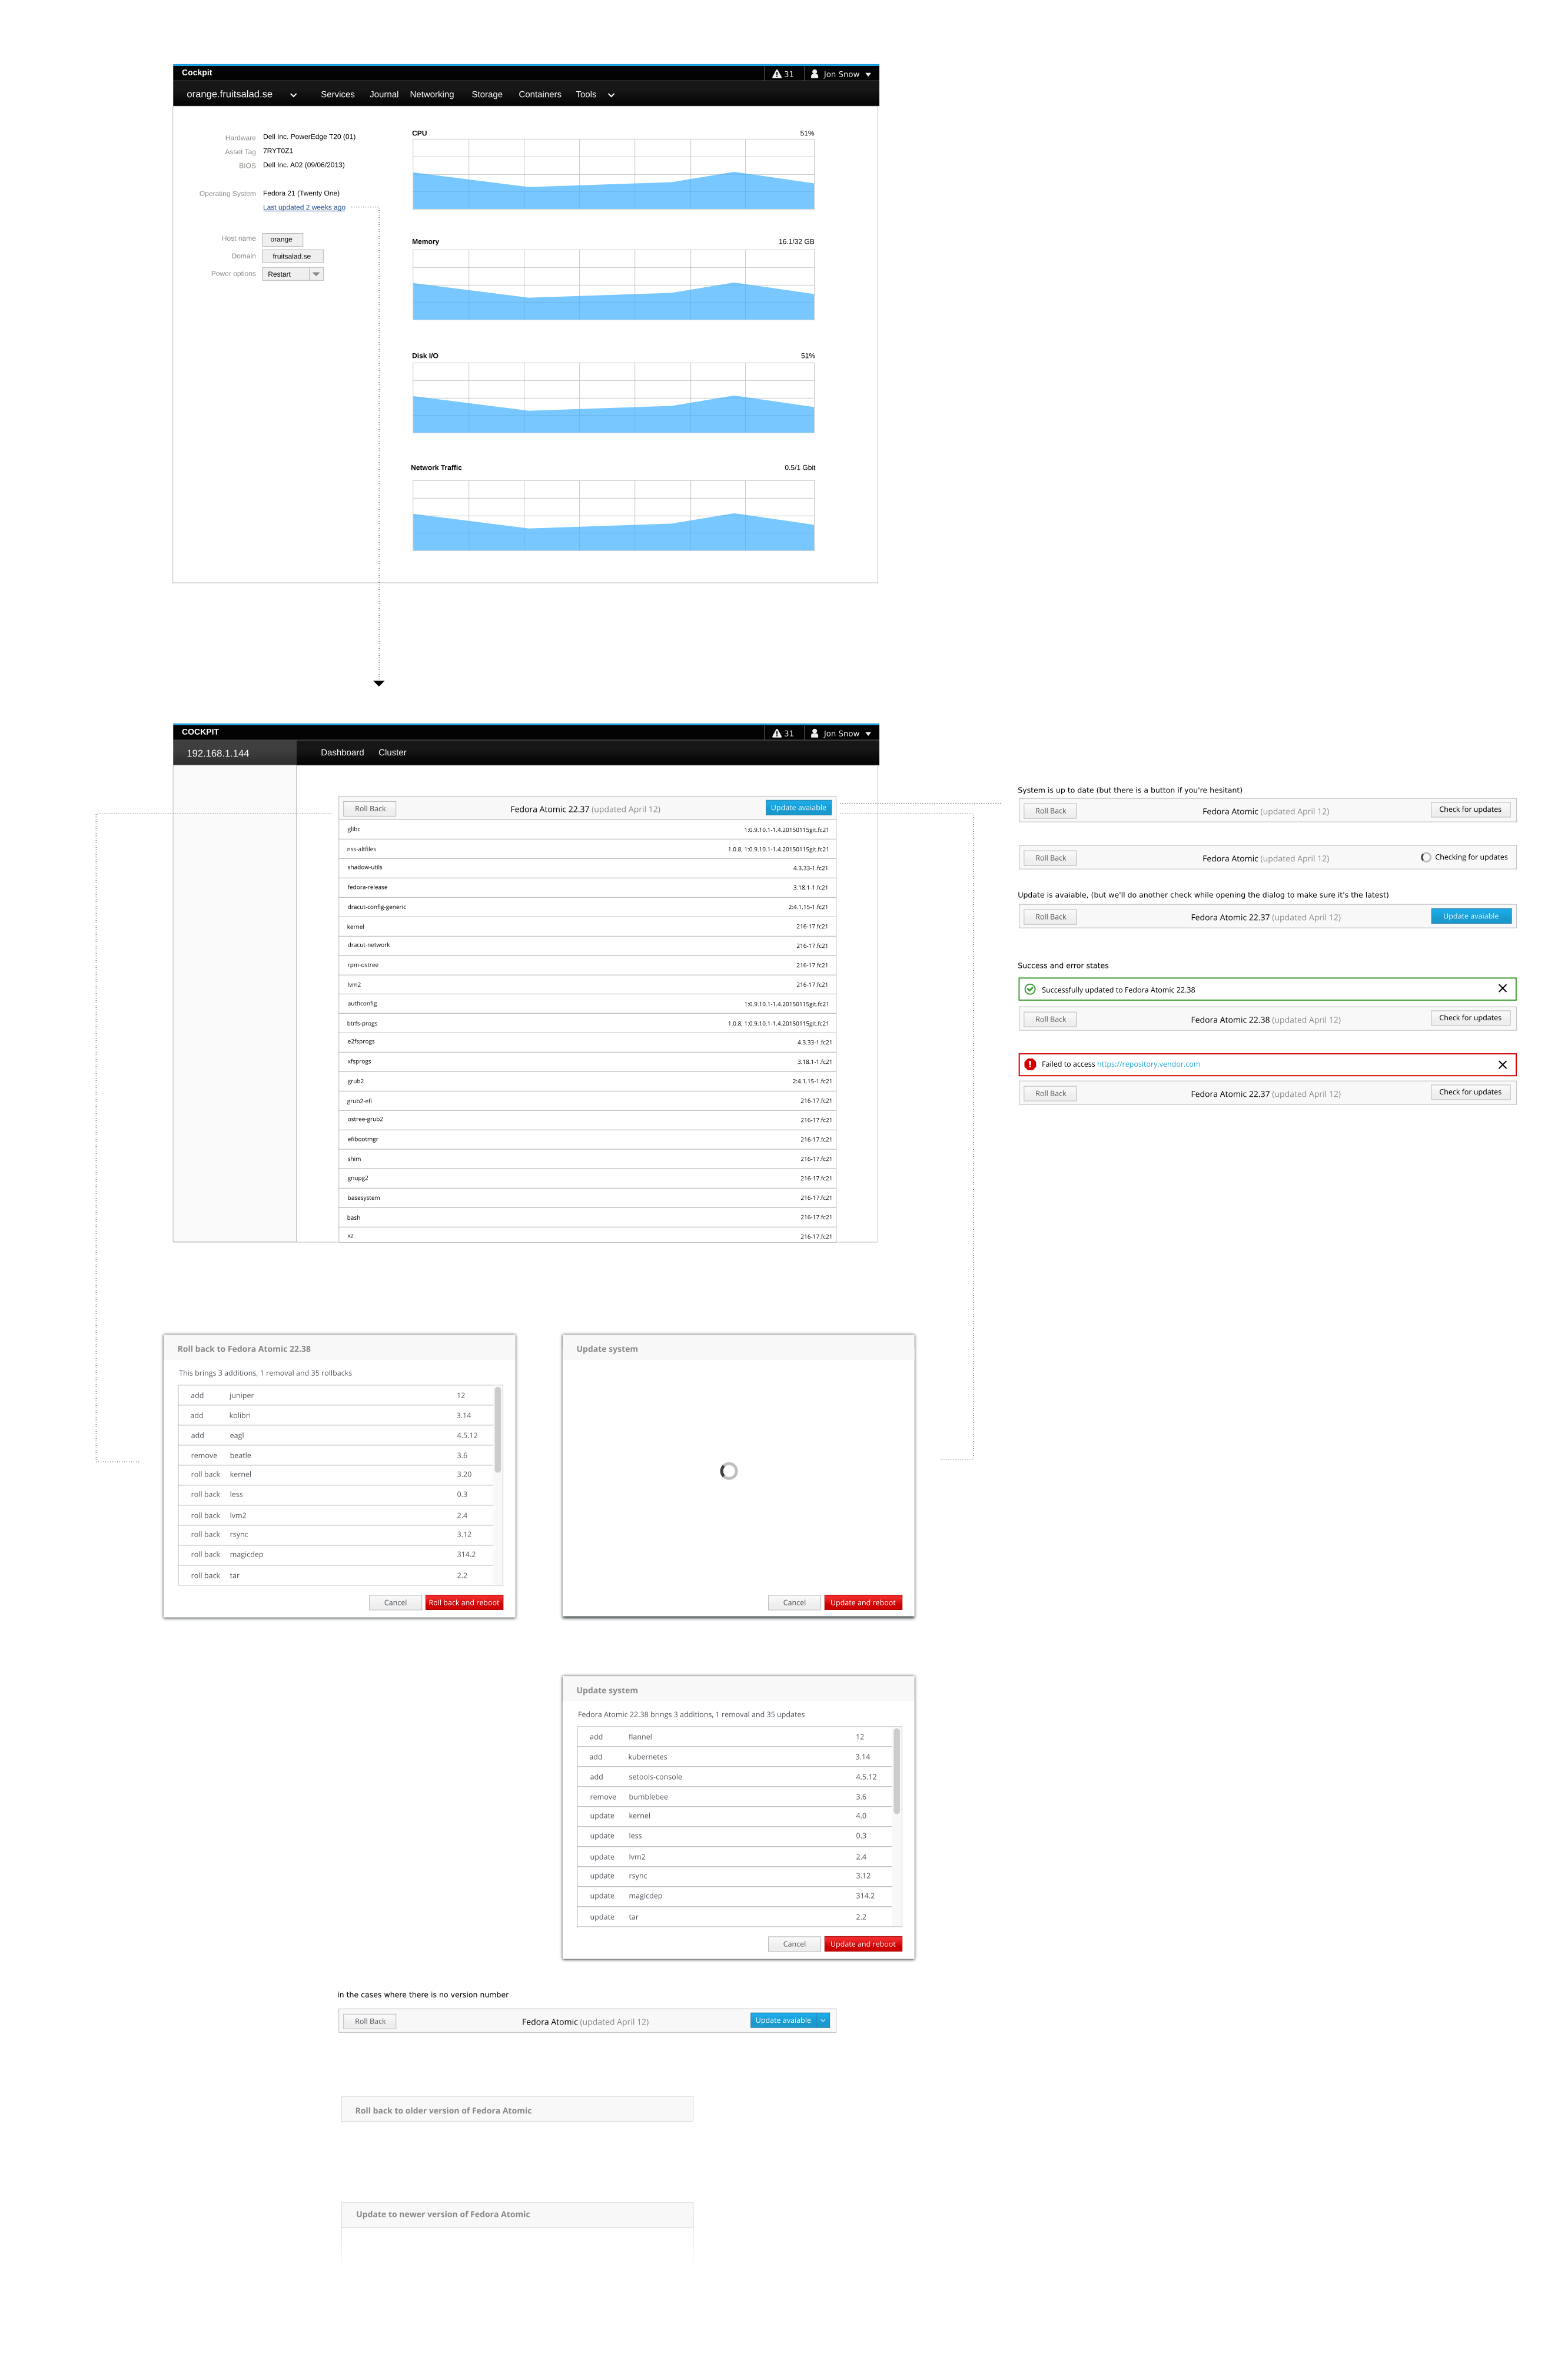 Cockpit
31
Jon Snow
orange.fruitsalad.se
Services Journal Networking Storage Containers Tools
Hardware Dell Inc. PowerEdge T20 (01)
Asset Tag 7RYT0Z1
BIOS Dell Inc. A02 (09/06/2013)
Operating System Fedora 21 (Twenty One)
Last updated 2 weeks ago
Host name orange
Domain fruitsalad.se
Power options Restart
CPU 51%
Memory 16.1/32 GB
Disk I/O 51%
Network Traffic 0.5/1 Gbit
COCKPIT
31
Jon Snow
192.168.1.144
Dashboard Cluster
Roll Back Fedora Atomic 22.37 (updated April 12) Update avaiable
glibc 1:0.9.10.1-1.4.20150115git.fc21
nss-altfiles 1.0.8, 1:0.9.10.1-1.4.20150115git.fc21
shadow-utils 4.3.33-1.fc21
fedora-release 3.18.1-1.fc21
dracut-config-generic 2:4.1.15-1.fc21
kernel 216-17.fc21
dracut-network 216-17.fc21
rpm-ostree 216-17.fc21
lvm2 216-17.fc21
authconfig 1:0.9.10.1-1.4.20150115git.fc21
btrfs-progs 1.0.8, 1:0.9.10.1-1.4.20150115git.fc21
e2fsprogs 4.3.33-1.fc21
xfsprogs 3.18.1-1.fc21
grub2 2:4.1.15-1.fc21
grub2-efi 216-17.fc21
ostree-grub2 216-17.fc21
efibootmgr 216-17.fc21
shim 216-17.fc21
gnupg2 216-17.fc21
basesystem 216-17.fc21
bash 216-17.fc21
xz 216-17.fc21
System is up to date (but there is a button if you're hesitant)
Roll Back Fedora Atomic (updated April 12) Check for updates
Roll Back Fedora Atomic (updated April 12) Checking for updates
Update is avaiable, (but we'll do another check while opening the dialog to make sure it's the latest)
Roll Back Fedora Atomic 22.37 (updated April 12) Update avaiable
Success and error states
Successfully updated to Fedora Atomic 22.38
Roll Back Fedora Atomic 22.38 (updated April 12) Check for updates
Failed to access https://repository.vendor.com
Roll Back Fedora Atomic 22.37 (updated April 12) Check for updates
Roll back to Fedora Atomic 22.38
This brings 3 additions, 1 removal and 35 rollbacks
add juniper 12
add kolibri 3.14
add eagl 4.5.12
remove beatle 3.6
roll back kernel 3.20
roll back less 0.3
roll back lvm2 2.4
roll back rsync 3.12
roll back magicdep 314.2
roll back tar 2.2
Cancel Roll back and reboot
Update system
Cancel Update and reboot
Update system
Fedora Atomic 22.38 brings 3 additions, 1 removal and 35 updates
add flannel 12
add kubernetes 3.14
add setools-console 4.5.12
remove bumblebee 3.6
update kernel 4.0
update less 0.3
update lvm2 2.4
update rsync 3.12
update magicdep 314.2
update tar 2.2
Cancel Update and reboot
in the cases where there is no version number
Roll Back Fedora Atomic (updated April 12) Update avaiable
Roll back to older version of Fedora Atomic
Update to newer version of Fedora Atomic